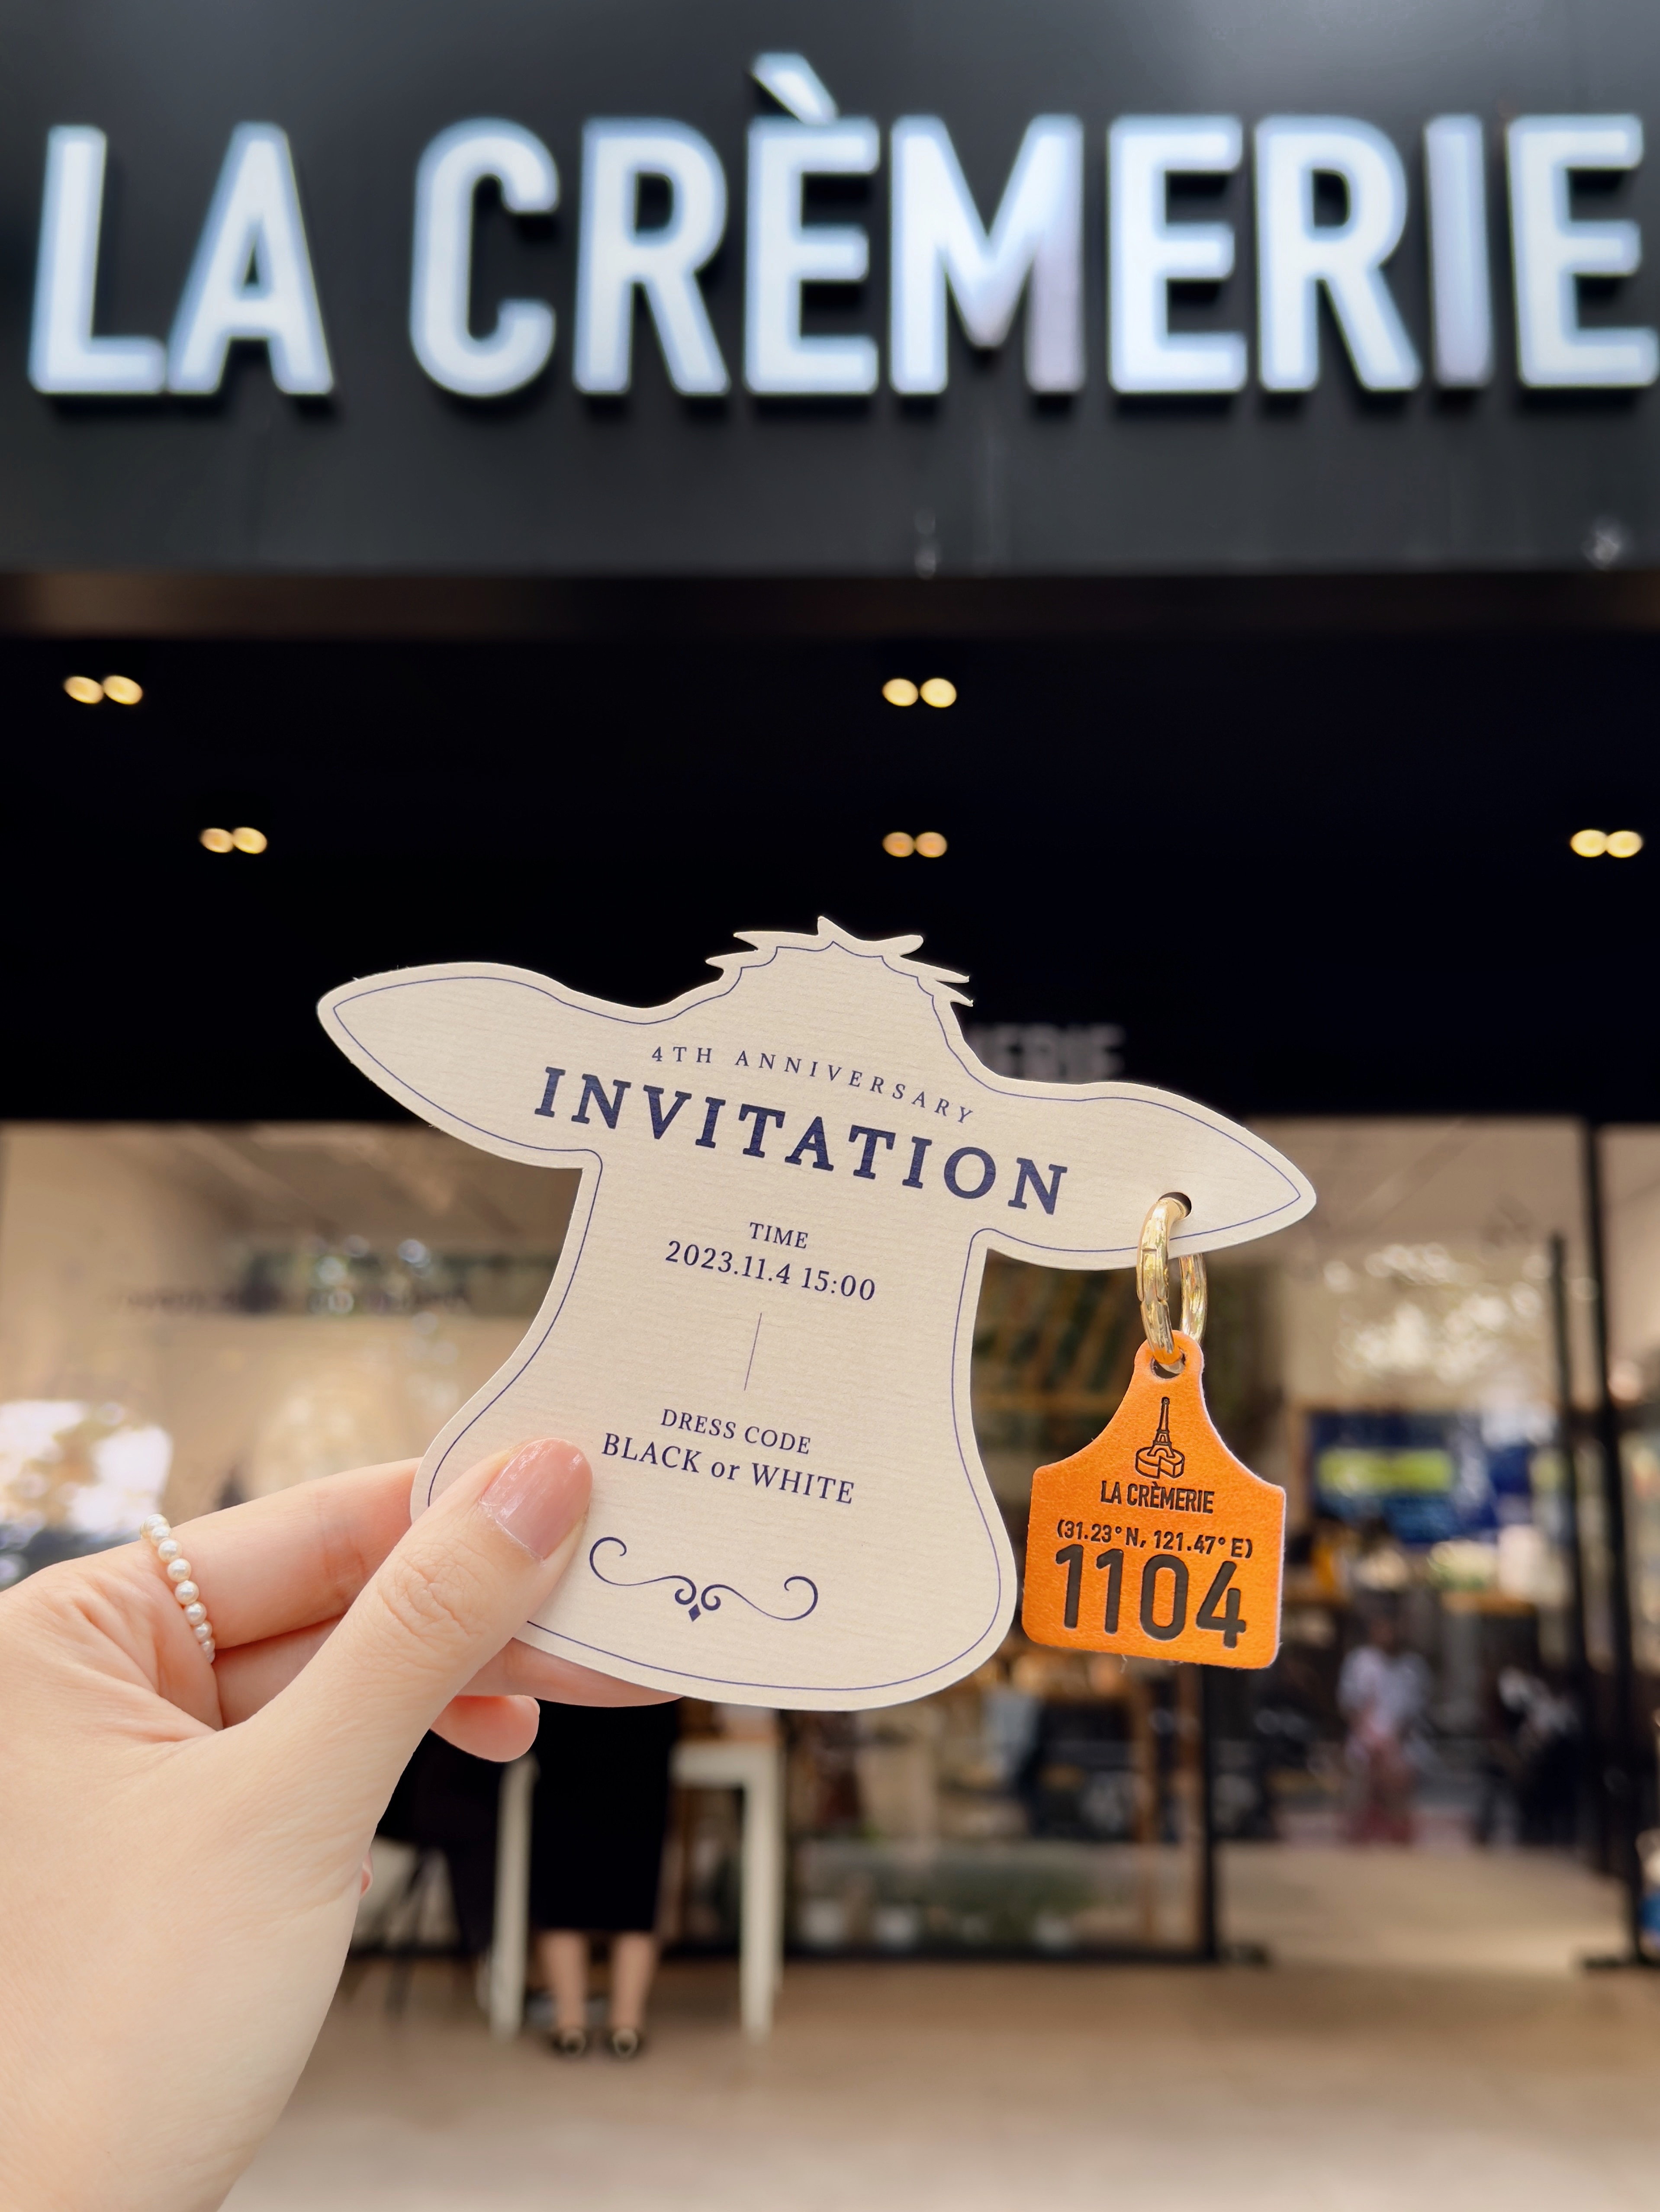 LA CRÈMERIE
4TH ANNIVERSARY
INVITATION
TIME
2023.11.4 15:00
DRESS CODE
BLACK or WHITE
LA CRÈMERIE
(31.23°N, 121.47°E)
1104